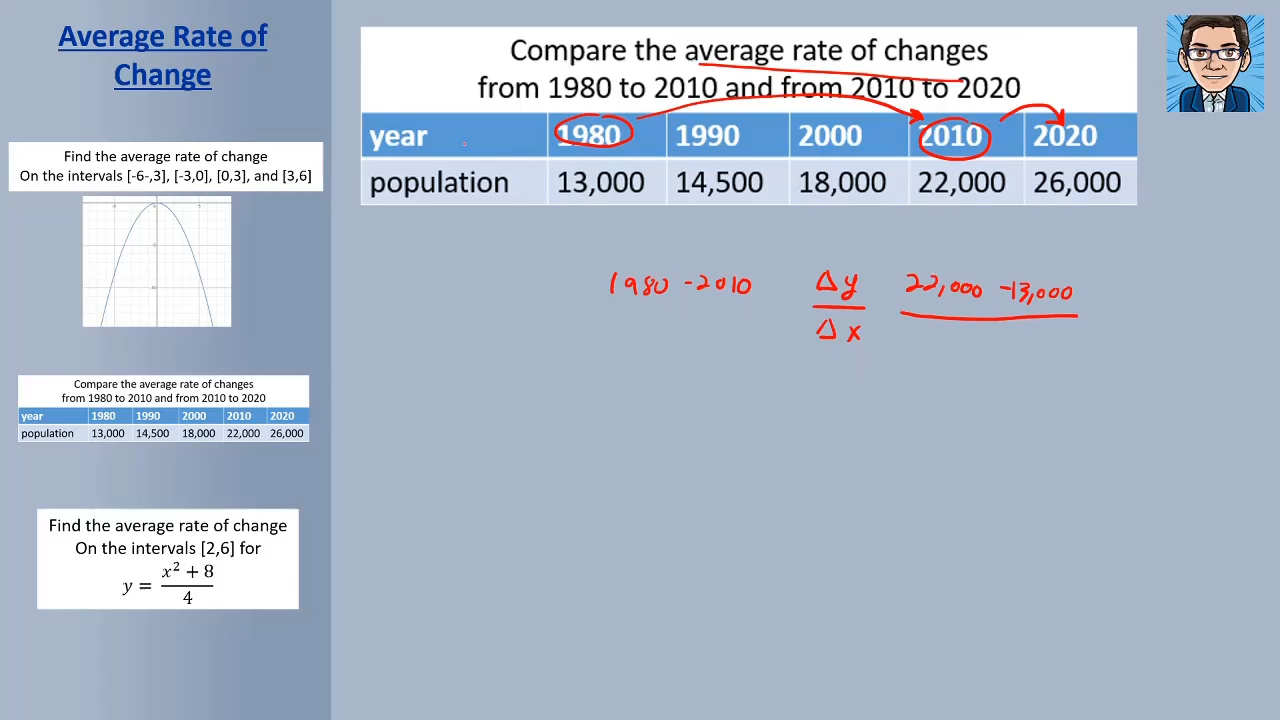 Average Rate of
Change
Find the average rate of change
On the intervals [-6-,3], [-3,0], [0,3], and [3,6]
Compare the average rate of changes
from 1980 to 2010 and from 2010 to 2020
year 1980 1990 2000 2010 2020
population 13,000 14,500 18,000 22,000 26,000
Find the average rate of change
On the intervals [2,6] for
y = x² + 8
4
Compare the average rate of changes
from 1980 to 2010 and from 2010 to 2020
year 1980 1990 2000 2010 2020
population 13,000 14,500 18,000 22,000 26,000
1980 - 2010 Δy 22,000 - 13,000
Δx